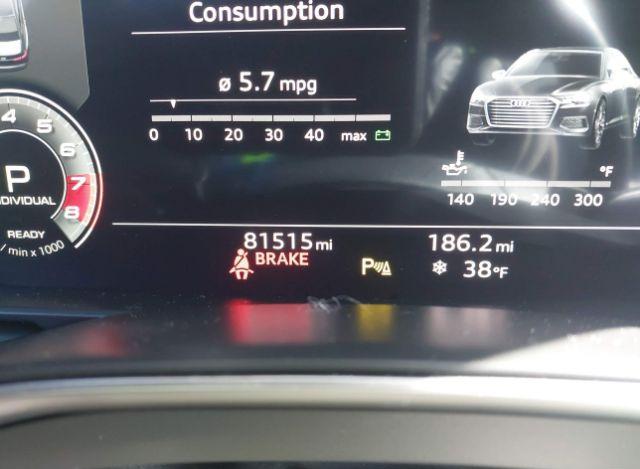 Consumption
ø 5.7 mpg
0 10 20 30 40 max
4 5 6 7 8
P
INDIVIDUAL
READY
/ min x 1000
°F
140 190 240 300
81515 mi
186.2 mi
BRAKE
P
38°F